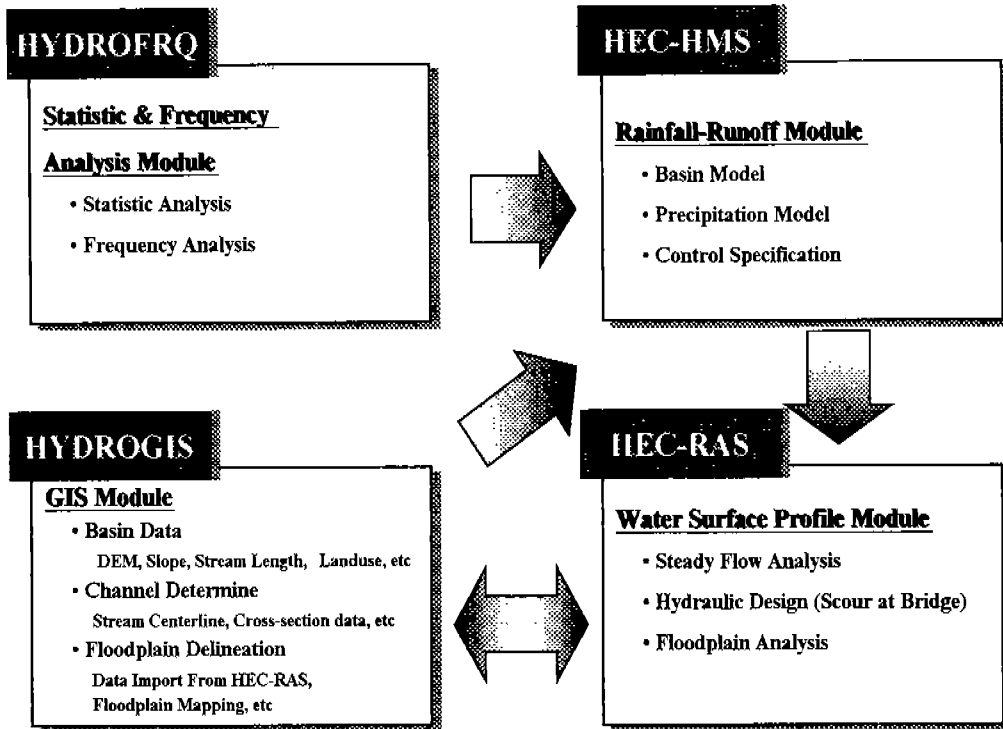 HYDROFRQ
Statistic & Frequency
Analysis Module
• Statistic Analysis
• Frequency Analysis
HEC-HMS
Rainfall-Runoff Module
• Basin Model
• Precipitation Model
• Control Specification
HYDROGIS
GIS Module
• Basin Data
DEM, Slope, Stream Length, Landuse, etc
• Channel Determine
Stream Centerline, Cross-section data, etc
• Floodplain Delineation
Data Import From HEC-RAS,
Floodplain Mapping, etc
HEC-RAS
Water Surface Profile Module
• Steady Flow Analysis
• Hydraulic Design (Scour at Bridge)
• Floodplain Analysis